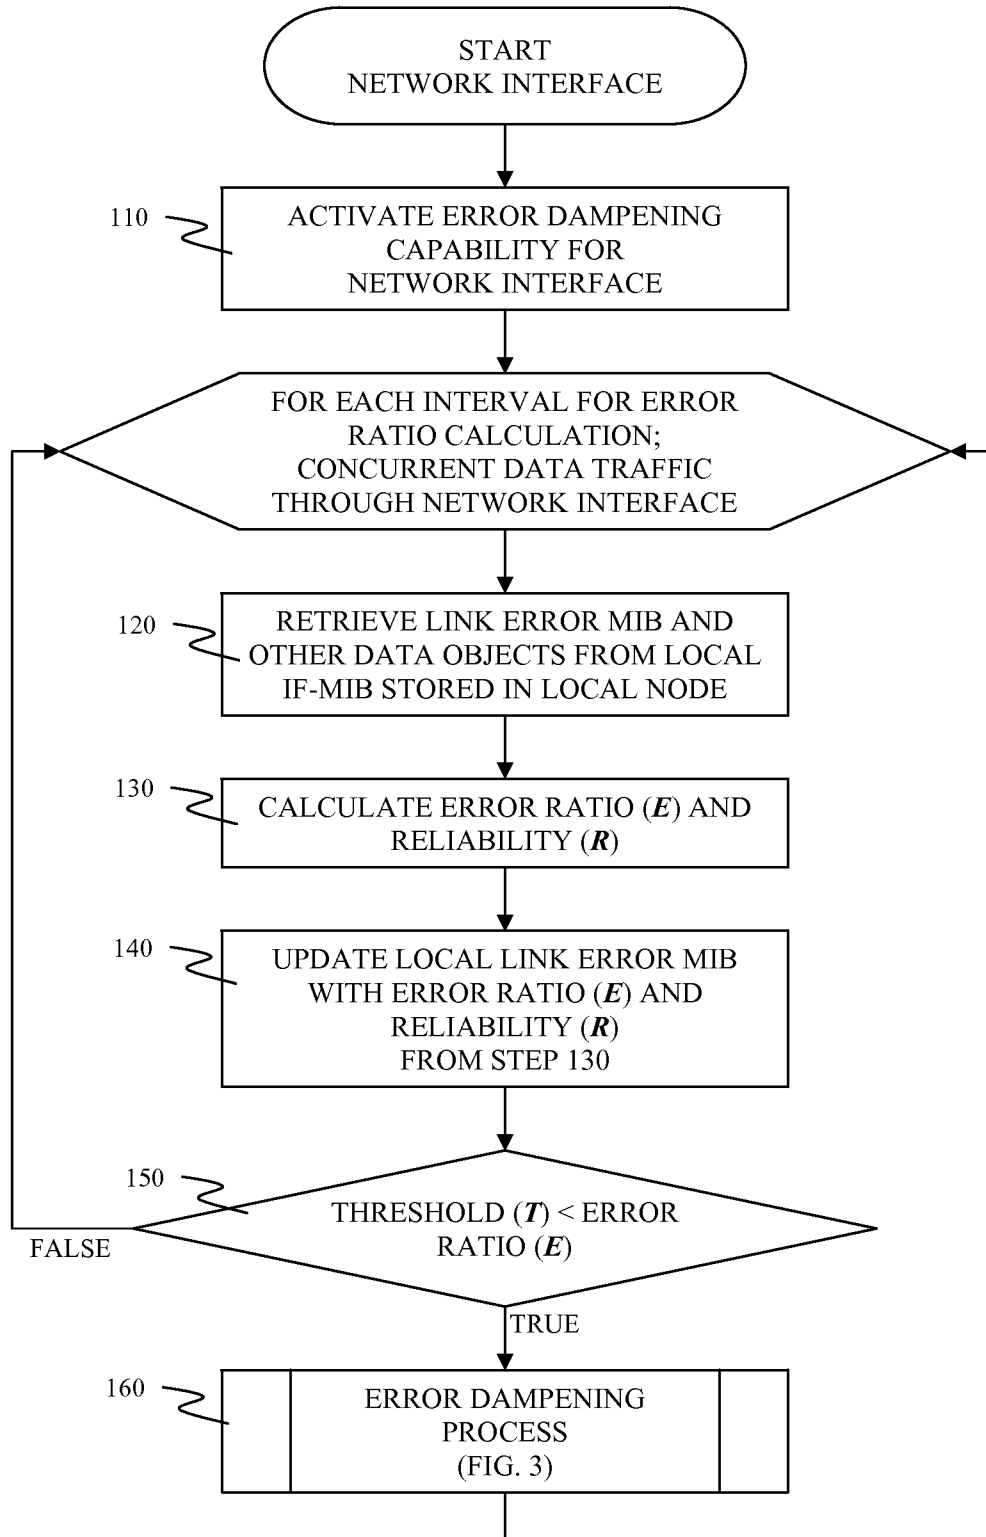 START
NETWORK INTERFACE
110
ACTIVATE ERROR DAMPENING
CAPABILITY FOR
NETWORK INTERFACE
FOR EACH INTERVAL FOR ERROR
RATIO CALCULATION;
CONCURRENT DATA TRAFFIC
THROUGH NETWORK INTERFACE
120
RETRIEVE LINK ERROR MIB AND
OTHER DATA OBJECTS FROM LOCAL
IF-MIB STORED IN LOCAL NODE
130
CALCULATE ERROR RATIO (E) AND
RELIABILITY (R)
140
UPDATE LOCAL LINK ERROR MIB
WITH ERROR RATIO (E) AND
RELIABILITY (R)
FROM STEP 130
150
THRESHOLD (T) < ERROR
RATIO (E)
FALSE
TRUE
160
ERROR DAMPENING
PROCESS
(FIG. 3)